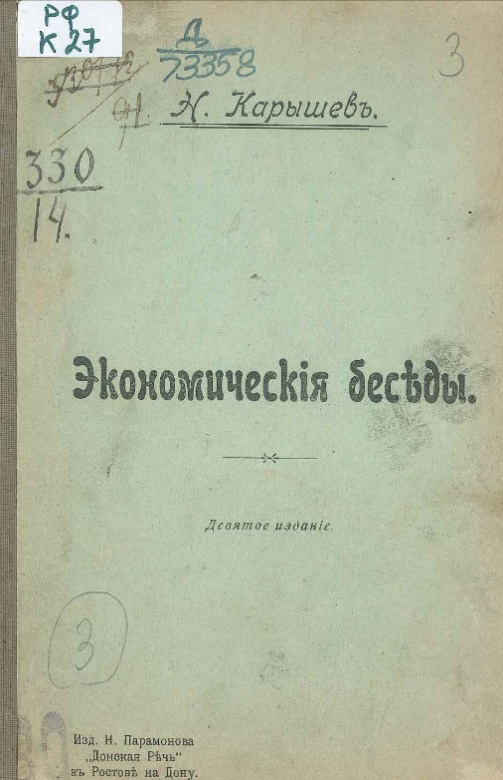 РФ
К 27
Д
73358
3
Н. Карышевъ.
330
14.
Экономическія бесѣды.
Девятое изданіе.
3
Изд. Н. Парамонова
„Донская Рѣчь"
въ Ростовѣ на Дону.